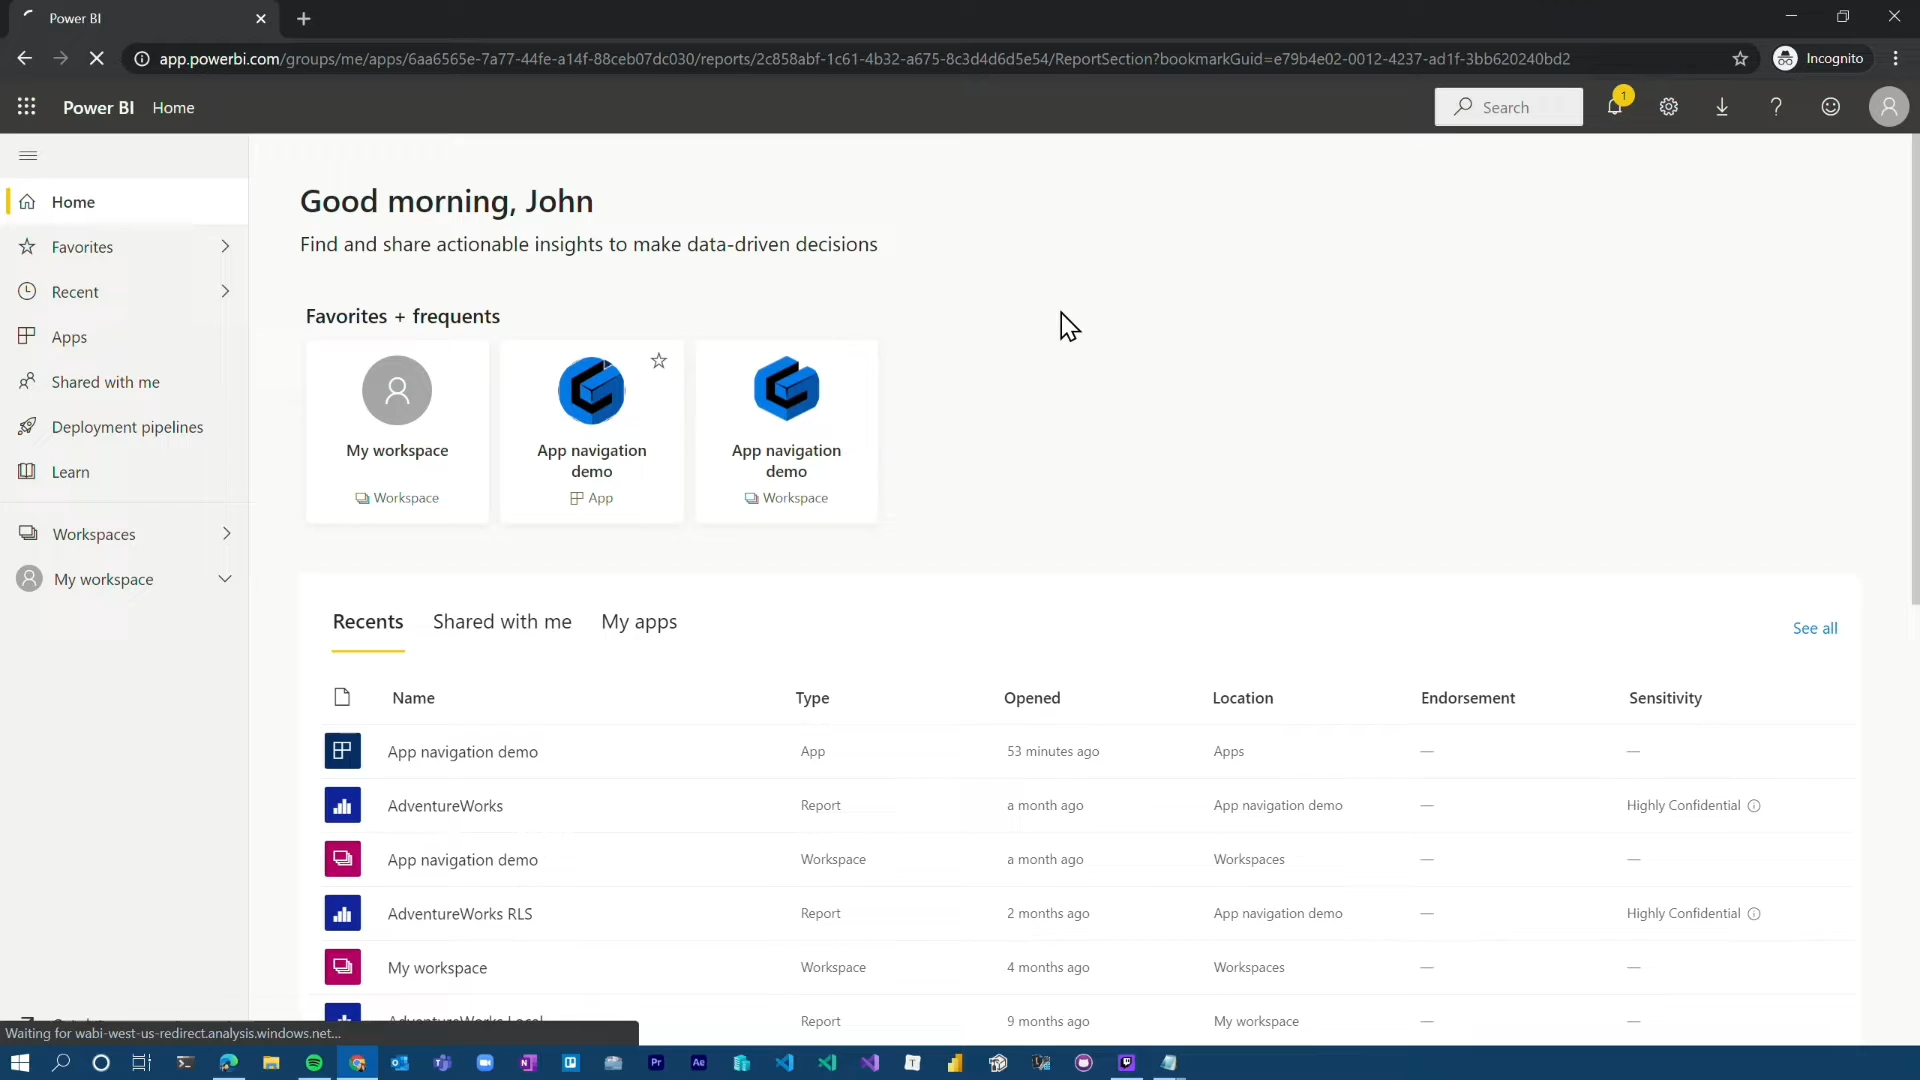 Power BI
app.powerbi.com/groups/me/apps/6aa6565e-7a77-44fe-a14f-88ceb07dc030/reports/2c858abf-1c61-4b32-a675-8c3d4d6d5e54/ReportSection?bookmarkGuid=e79b4e02-0012-4237-ad1f-3bb620240bd2
Incognito
Power BI Home
Search
1
Home
Favorites
Recent
Apps
Shared with me
Deployment pipelines
Learn
Workspaces
My workspace
Good morning, John
Find and share actionable insights to make data-driven decisions
Favorites + frequents
My workspace
Workspace
App navigation
demo
App
App navigation
demo
Workspace
Recents Shared with me My apps
See all
Name Type Opened Location Endorsement Sensitivity
App navigation demo App 53 minutes ago Apps — —
AdventureWorks Report a month ago App navigation demo — Highly Confidential
App navigation demo Workspace a month ago Workspaces — —
AdventureWorks RLS Report 2 months ago App navigation demo — Highly Confidential
My workspace Workspace 4 months ago Workspaces — —
Report 9 months ago My workspace — —
Waiting for wabi-west-us-redirect.analysis.windows.net...
Pr
Ae